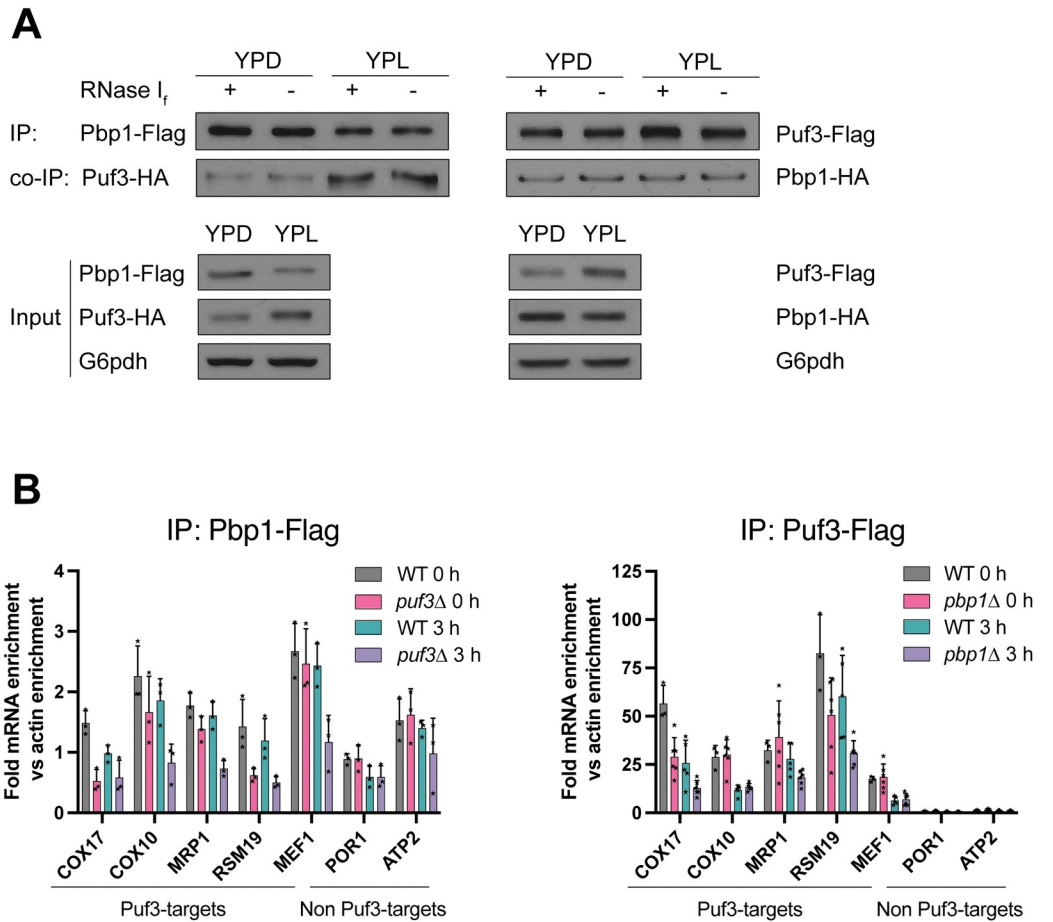 A
YPD YPL YPD YPL
RNase If + - + - + - + -
IP: Pbp1-Flag Puf3-Flag
co-IP: Puf3-HA Pbp1-HA
YPD YPL YPD YPL
Pbp1-Flag Puf3-Flag
Input Puf3-HA Pbp1-HA
G6pdh G6pdh
B
IP: Pbp1-Flag
Fold mRNA enrichment
vs actin enrichment
4
3
2
1
0
WT 0 h
puf3Δ 0 h
WT 3 h
puf3Δ 3 h
COX17 COX10 MRP1 RSM19 MEF1 POR1 ATP2
Puf3-targets Non Puf3-targets
IP: Puf3-Flag
Fold mRNA enrichment
vs actin enrichment
125
100
75
50
25
0
WT 0 h
pbp1Δ 0 h
WT 3 h
pbp1Δ 3 h
COX17 COX10 MRP1 RSM19 MEF1 POR1 ATP2
Puf3-targets Non Puf3-targets